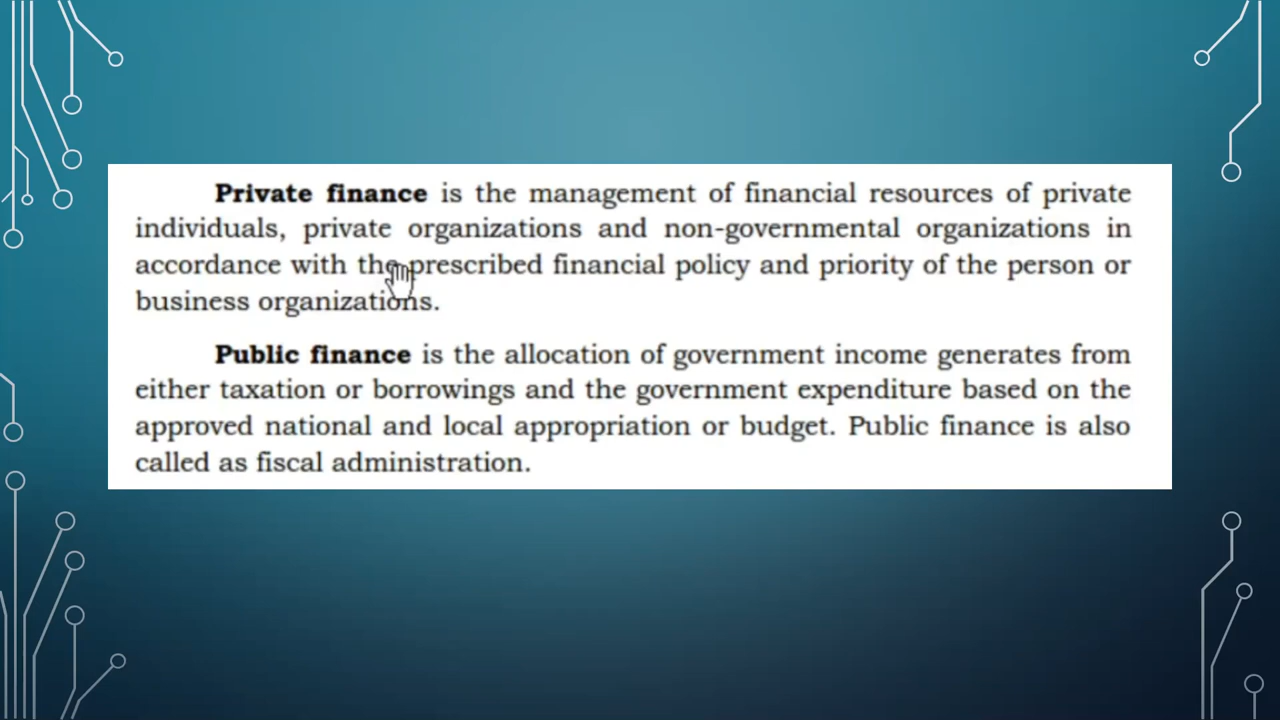 Private finance is the management of financial resources of private
individuals, private organizations and non-governmental organizations in
accordance with the prescribed financial policy and priority of the person or
business organizations.
Public finance is the allocation of government income generates from
either taxation or borrowings and the government expenditure based on the
approved national and local appropriation or budget. Public finance is also
called as fiscal administration.